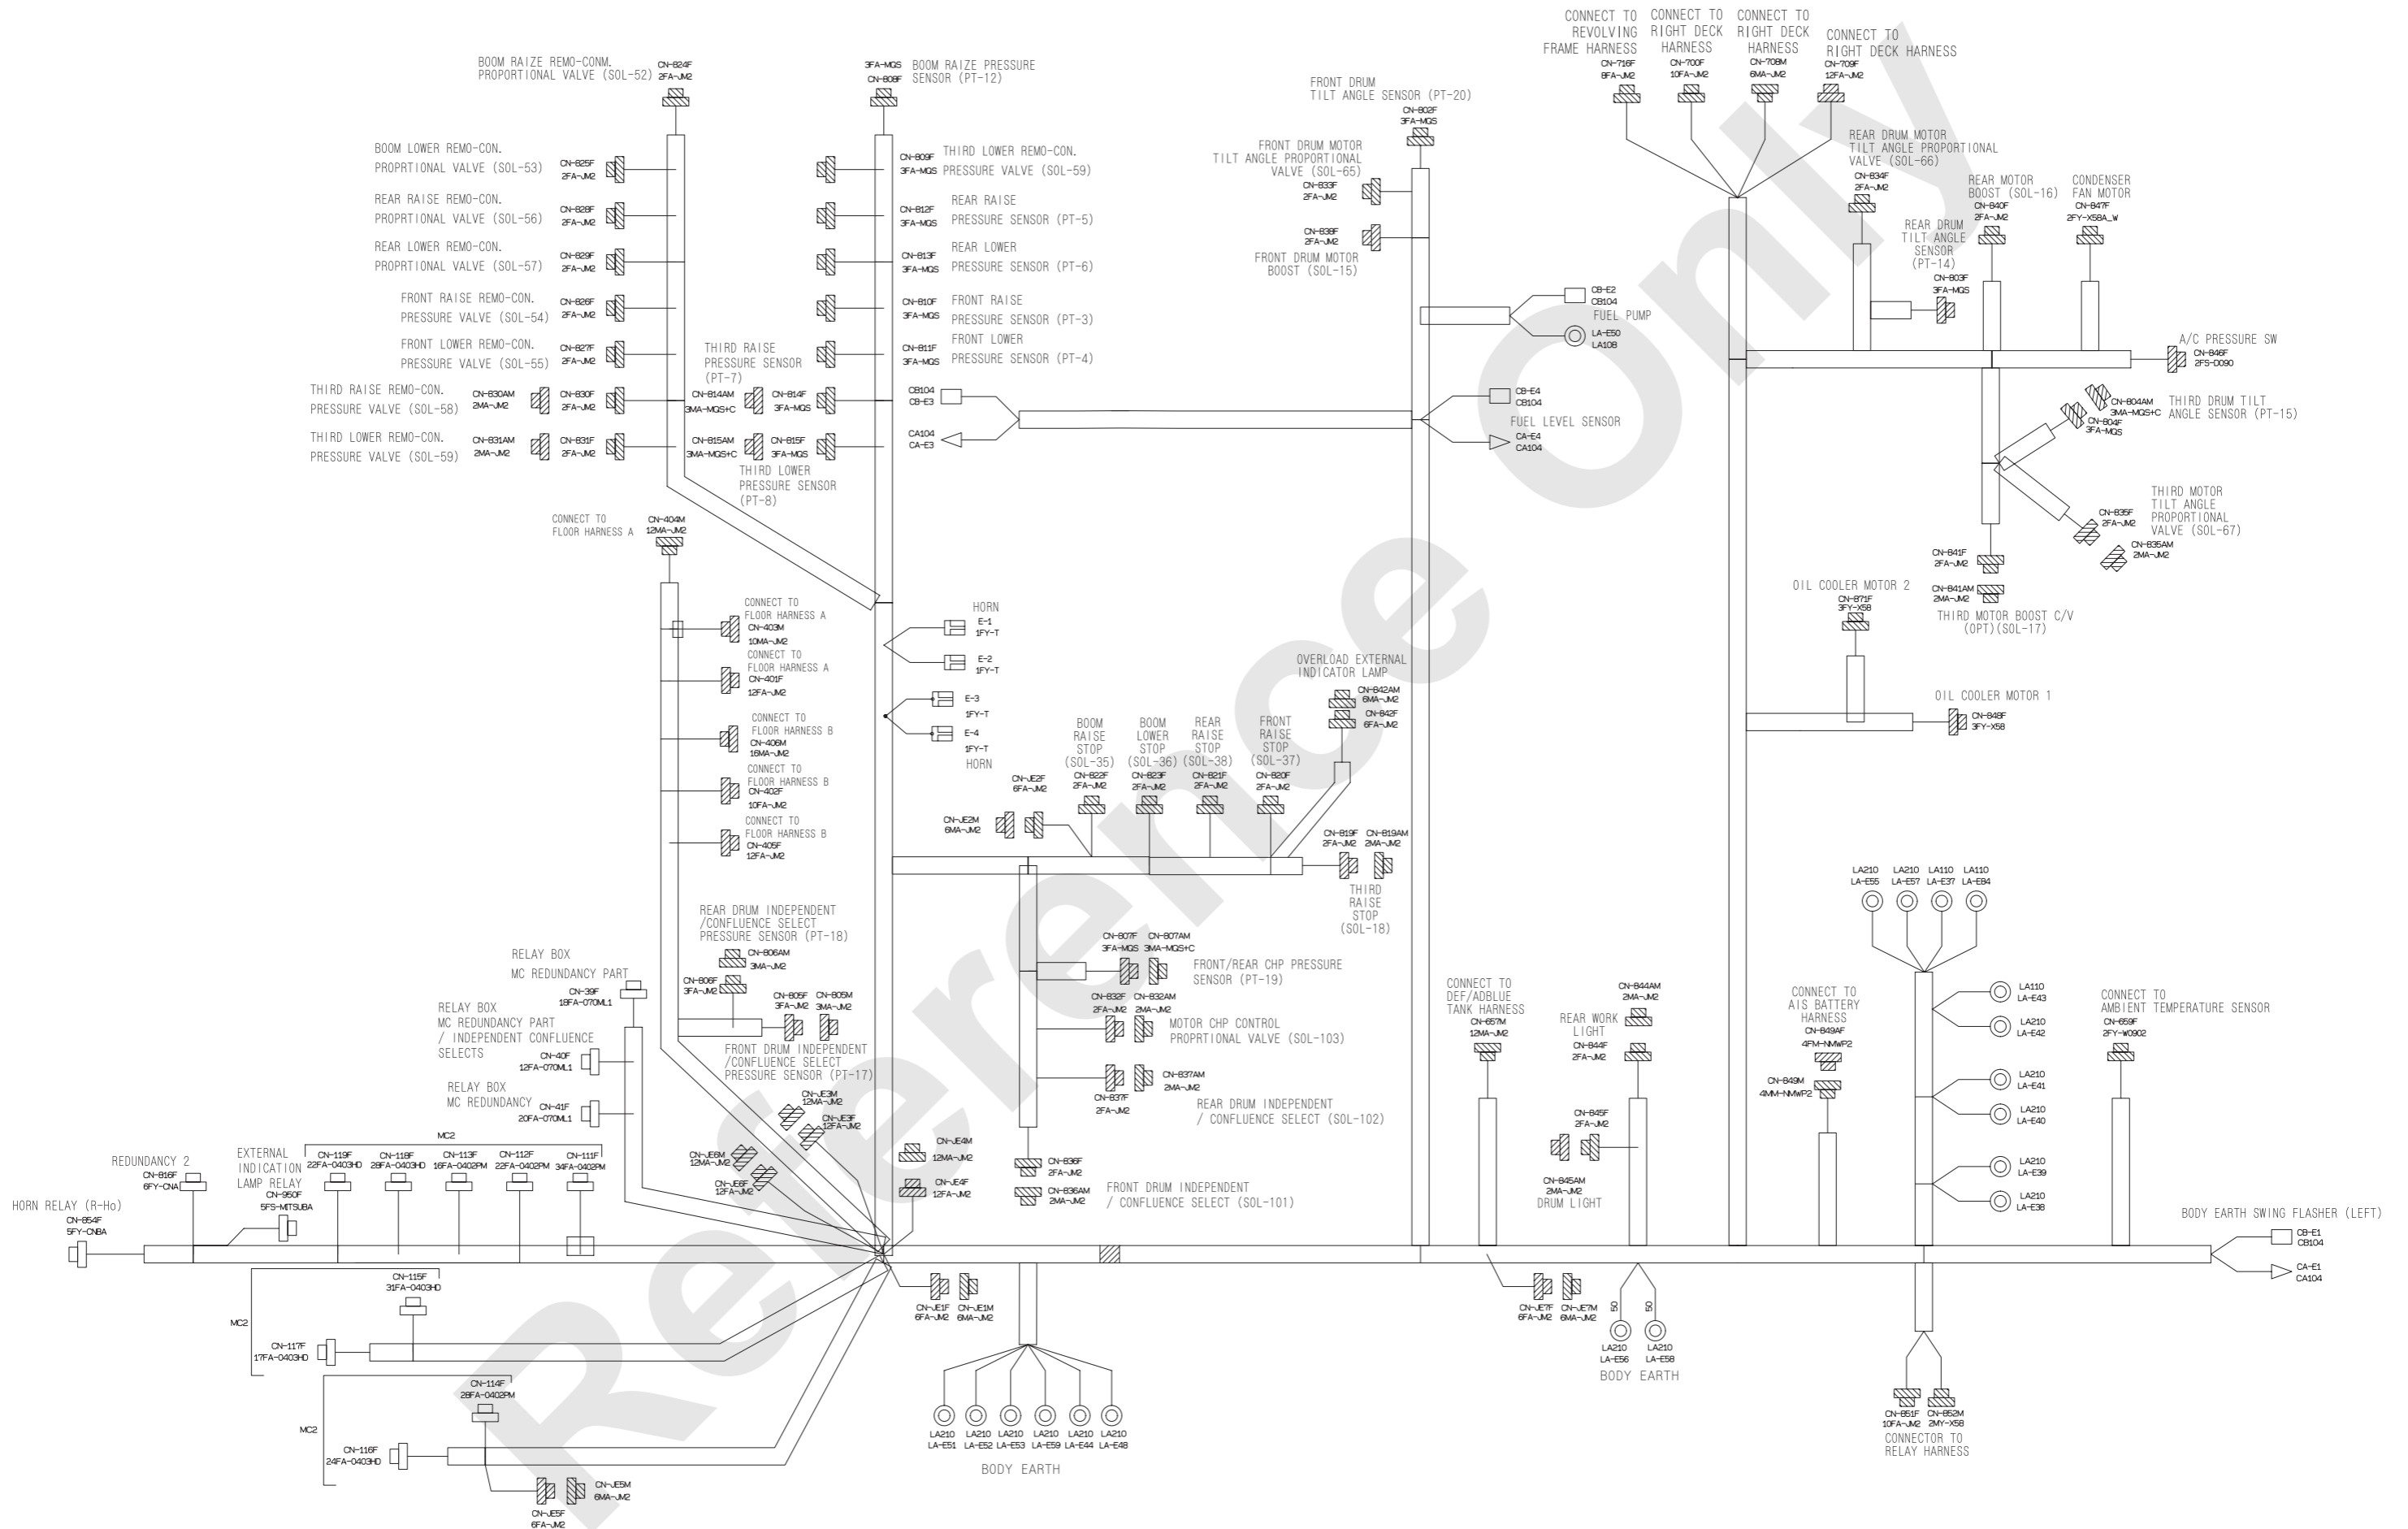 BOOM RAIZE REMO-CONM.
PROPORTIONAL VALVE (SOL-52)
CN-824F
2FA-JM2
3FA-MQS
CN-808F
BOOM RAIZE PRESSURE
SENSOR (PT-12)
BOOM LOWER REMO-CON.
PROPRTIONAL VALVE (SOL-53)
CN-825F
2FA-JM2
REAR RAISE REMO-CON.
PROPRTIONAL VALVE (SOL-56)
CN-828F
2FA-JM2
REAR LOWER REMO-CON.
PROPRTIONAL VALVE (SOL-57)
CN-829F
2FA-JM2
FRONT RAISE REMO-CON.
PRESSURE VALVE (SOL-54)
CN-826F
2FA-JM2
FRONT LOWER REMO-CON.
PRESSURE VALVE (SOL-55)
CN-827F
2FA-JM2
THIRD RAISE REMO-CON.
PRESSURE VALVE (SOL-58)
CN-830AM
2MA-JM2
CN-830F
2FA-JM2
THIRD LOWER REMO-CON.
PRESSURE VALVE (SOL-59)
CN-831AM
2MA-JM2
CN-831F
2FA-JM2
CN-809F
3FA-MQS
THIRD LOWER REMO-CON.
PRESSURE VALVE (SOL-59)
CN-812F
3FA-MQS
REAR RAISE
PRESSURE SENSOR (PT-5)
CN-813F
3FA-MQS
REAR LOWER
PRESSURE SENSOR (PT-6)
CN-810F
3FA-MQS
FRONT RAISE
PRESSURE SENSOR (PT-3)
CN-811F
3FA-MQS
FRONT LOWER
PRESSURE SENSOR (PT-4)
THIRD RAISE
PRESSURE SENSOR
(PT-7)
CN-814AM
3MA-MQS+C
CN-814F
3FA-MQS
CN-815AM
3MA-MQS+C
CN-815F
3FA-MQS
THIRD LOWER
PRESSURE SENSOR
(PT-8)
CB104
CB-E3
CA104
CA-E3
FRONT DRUM
TILT ANGLE SENSOR (PT-20)
CN-802F
3FA-MQS
FRONT DRUM MOTOR
TILT ANGLE PROPORTIONAL
VALVE (SOL-65)
CN-833F
2FA-JM2
CN-838F
2FA-JM2
FRONT DRUM MOTOR
BOOST (SOL-15)
CB-E2
CB104
FUEL PUMP
LA-E50
LA108
CB-E4
CB104
FUEL LEVEL SENSOR
CA-E4
CA104
CONNECT TO
REVOLVING
FRAME HARNESS
CN-716F
8FA-JM2
CONNECT TO
RIGHT DECK
HARNESS
CN-700F
10FA-JM2
CONNECT TO
RIGHT DECK
HARNESS
CN-708M
6MA-JM2
CONNECT TO
RIGHT DECK HARNESS
CN-709F
12FA-JM2
REAR DRUM MOTOR
TILT ANGLE PROPORTIONAL
VALVE (SOL-66)
CN-834F
2FA-JM2
REAR MOTOR
BOOST (SOL-16)
CN-840F
2FA-JM2
CONDENSER
FAN MOTOR
CN-847F
2FY-X58A_W
REAR DRUM
TILT ANGLE
SENSOR
(PT-14)
CN-803F
3FA-MQS
A/C PRESSURE SW
CN-846F
2FS-D090
CN-804AM
3MA-MQS+C
THIRD DRUM TILT
ANGLE SENSOR (PT-15)
CN-804F
3FA-MQS
THIRD MOTOR
TILT ANGLE
PROPORTIONAL
VALVE (SOL-67)
CN-835F
2FA-JM2
CN-835AM
2MA-JM2
CN-841F
2FA-JM2
CN-841AM
2MA-JM2
THIRD MOTOR BOOST C/V
(OPT)(SOL-17)
OIL COOLER MOTOR 2
CN-871F
3FY-X58
OIL COOLER MOTOR 1
CN-848F
3FY-X58
CONNECT TO
FLOOR HARNESS A
CN-404M
12MA-JM2
CONNECT TO
FLOOR HARNESS A
CN-403M
10MA-JM2
CONNECT TO
FLOOR HARNESS A
CN-401F
12FA-JM2
CONNECT TO
FLOOR HARNESS B
CN-406M
16MA-JM2
CONNECT TO
FLOOR HARNESS B
CN-402F
10FA-JM2
CONNECT TO
FLOOR HARNESS B
CN-405F
12FA-JM2
HORN
E-1
1FY-T
E-2
1FY-T
E-3
1FY-T
E-4
1FY-T
HORN
OVERLOAD EXTERNAL
INDICATOR LAMP
CN-842AM
6MA-JM2
CN-842F
6FA-JM2
CN-JE2F
6FA-JM2
CN-JE2M
6MA-JM2
BOOM
RAISE
STOP
(SOL-35)
CN-822F
2FA-JM2
BOOM
LOWER
STOP
(SOL-36)
CN-823F
2FA-JM2
REAR
RAISE
STOP
(SOL-38)
CN-821F
2FA-JM2
FRONT
RAISE
STOP
(SOL-37)
CN-820F
2FA-JM2
CN-819F
2FA-JM2
CN-819AM
2MA-JM2
THIRD
RAISE
STOP
(SOL-18)
REAR DRUM INDEPENDENT
/CONFLUENCE SELECT
PRESSURE SENSOR (PT-18)
CN-806AM
3MA-JM2
CN-806F
3FA-JM2
CN-805F
3FA-JM2
CN-805M
3MA-JM2
FRONT DRUM INDEPENDENT
/CONFLUENCE SELECT
PRESSURE SENSOR (PT-17)
CN-807F
3FA-MQS
CN-807AM
3MA-MQS+C
FRONT/REAR CHP PRESSURE
SENSOR (PT-19)
CN-832F
2FA-JM2
CN-832AM
2MA-JM2
MOTOR CHP CONTROL
PROPRTIONAL VALVE (SOL-103)
CN-837AM
2MA-JM2
CN-837F
2FA-JM2
REAR DRUM INDEPENDENT
/ CONFLUENCE SELECT (SOL-102)
CN-836F
2FA-JM2
CN-836AM
2MA-JM2
FRONT DRUM INDEPENDENT
/ CONFLUENCE SELECT (SOL-101)
RELAY BOX
MC REDUNDANCY PART
CN-39F
18FA-070ML1
RELAY BOX
MC REDUNDANCY PART
/ INDEPENDENT CONFLUENCE
SELECTS
CN-40F
12FA-070ML1
RELAY BOX
MC REDUNDANCY
CN-41F
20FA-070ML1
CN-JE3M
12MA-JM2
CN-JE3F
12FA-JM2
CN-JE6M
12MA-JM2
CN-JE6F
12FA-JM2
CN-JE4M
12MA-JM2
CN-JE4F
12FA-JM2
HORN RELAY (R-Ho)
CN-854F
5FY-CNBA
REDUNDANCY 2
CN-816F
6FY-CNA
EXTERNAL
INDICATION
LAMP RELAY
CN-950F
5FS-MITSUBA
MC2
CN-119F
22FA-0403HD
CN-118F
28FA-0403HD
CN-113F
16FA-0402PM
CN-112F
22FA-0402PM
CN-111F
34FA-0402PM
CN-115F
31FA-0403HD
MC2
CN-117F
17FA-0403HD
CN-114F
28FA-0402PM
MC2
CN-116F
24FA-0403HD
CN-JE5M
6MA-JM2
CN-JE5F
6FA-JM2
CN-JE1F
6FA-JM2
CN-JE1M
6MA-JM2
LA210
LA-E51
LA210
LA-E52
LA210
LA-E53
LA210
LA-E59
LA210
LA-E44
LA210
LA-E48
BODY EARTH
CONNECT TO
DEF/ADBLUE
TANK HARNESS
CN-657M
12MA-JM2
CN-844AM
2MA-JM2
REAR WORK
LIGHT
CN-844F
2FA-JM2
CN-845F
2FA-JM2
CN-845AM
2MA-JM2
DRUM LIGHT
CN-JE7F
6FA-JM2
CN-JE7M
6MA-JM2
50
50
LA210
LA-E56
LA210
LA-E58
BODY EARTH
CONNECT TO
AIS BATTERY
HARNESS
CN-849AF
4FM-NMWP2
CN-849M
4MM-NMWP2
LA210
LA-E55
LA210
LA-E57
LA110
LA-E37
LA110
LA-E84
LA110
LA-E43
LA210
LA-E42
LA210
LA-E41
LA210
LA-E40
LA210
LA-E39
LA210
LA-E38
CONNECT TO
AMBIENT TEMPERATURE SENSOR
CN-659F
2FY-W0902
BODY EARTH SWING FLASHER (LEFT)
CB-E1
CB104
CA-E1
CA104
CN-851F
10FA-JM2
CN-852M
2MY-X58
CONNECTOR TO
RELAY HARNESS
Reference Only